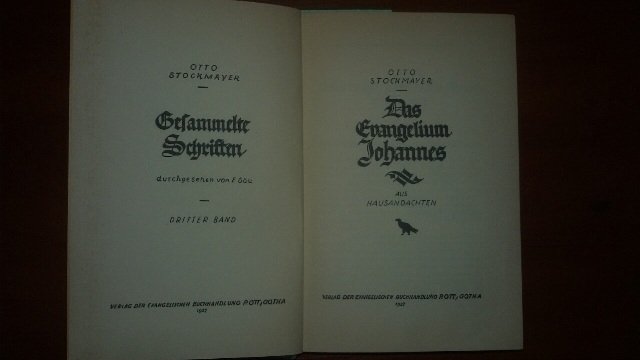 OTTO
STOCKMAYER
Gesammelte
Schriften
durchgesehen von
DRITTER BAND
VERLAG DER EVANGELISCHEN BUCHHANDLUNG P. OTT, GOTHA
OTTO
STOCKMAYER
Das
Evangelium
Johannes
AUS
HAUSANDACHTEN
VERLAG DER EVANGELISCHEN BUCHHANDLUNG P. OTT, GOTHA